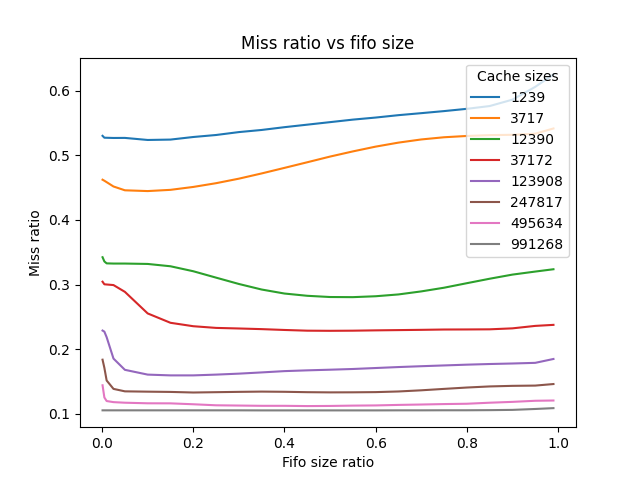 Miss ratio vs fifo size
Miss ratio
0.6
0.5
0.4
0.3
0.2
0.1
Cache sizes
1239
3717
12390
37172
123908
247817
495634
991268
0.0 0.2 0.4 0.6 0.8 1.0
Fifo size ratio